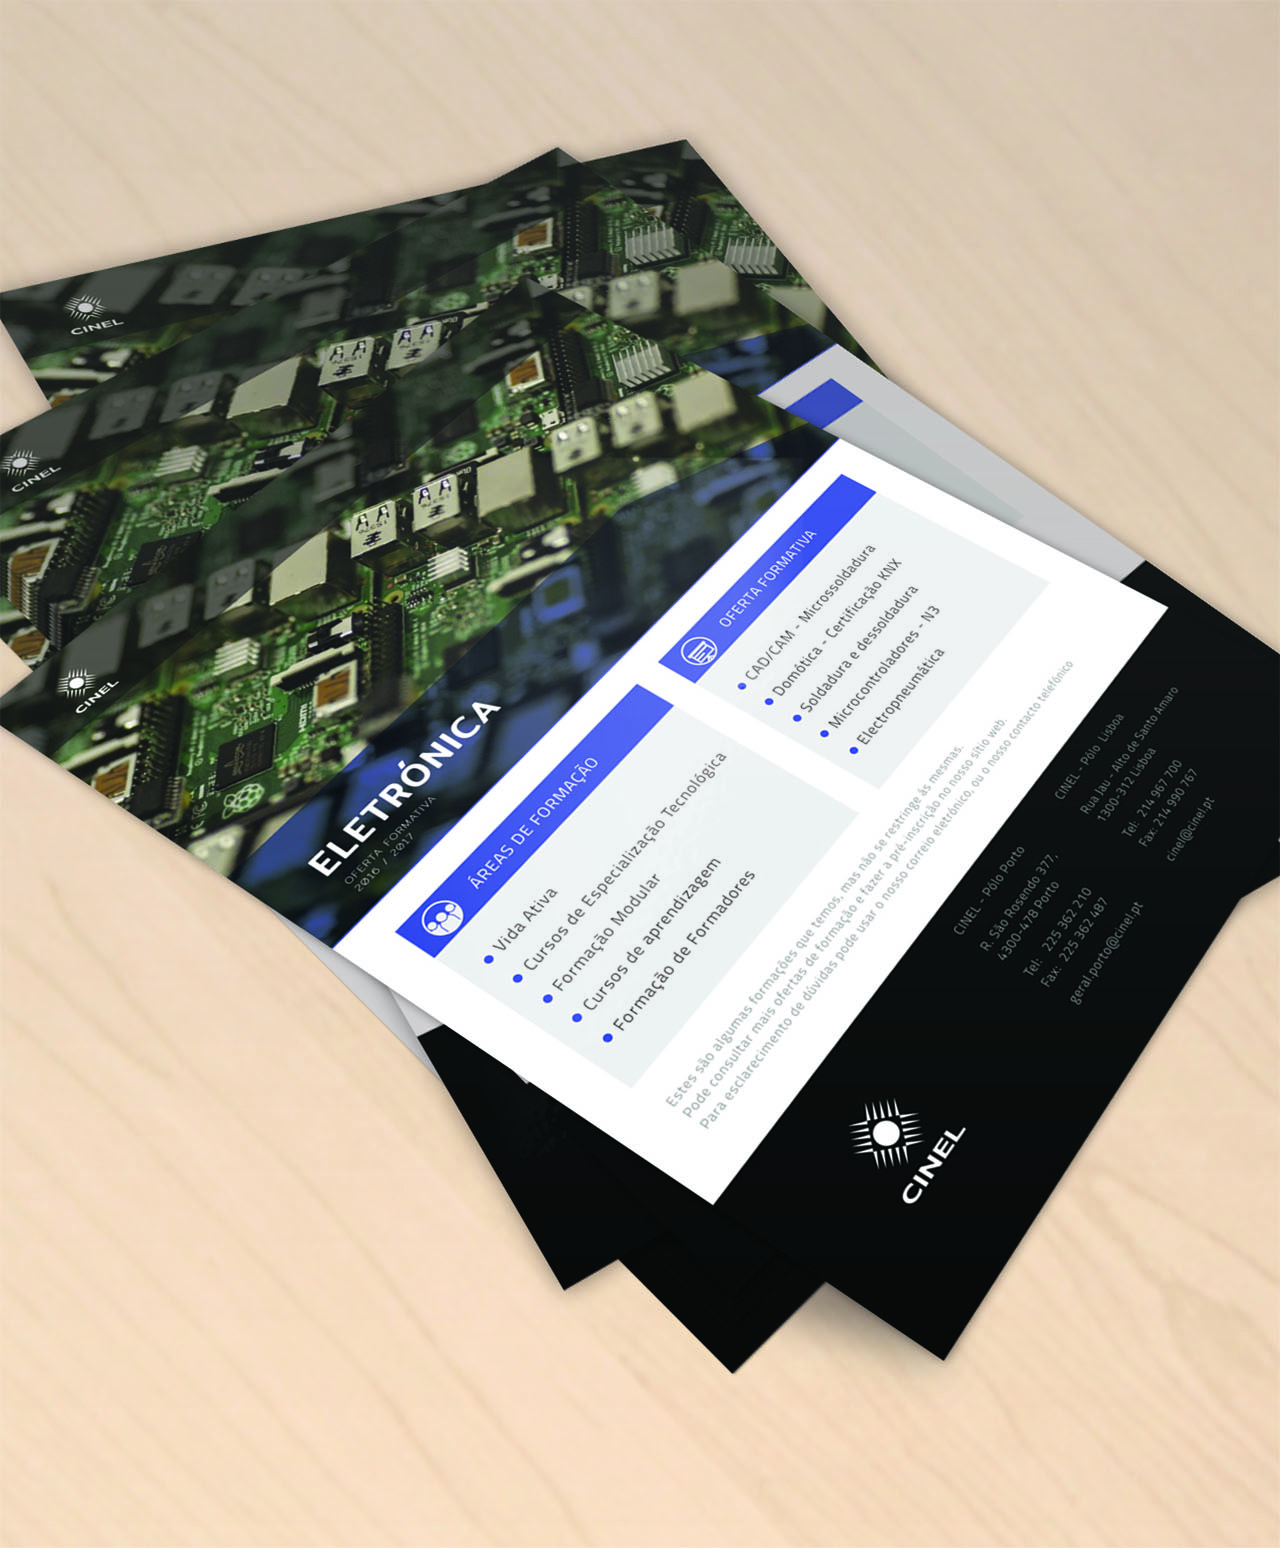 CINEL
CINEL
CINEL
ELETRÓNICA
OFERTA FORMATIVA
2016 / 2017
ÁREAS DE FORMAÇÃO
Vida Ativa
Cursos de Especialização Tecnológica
Formação Modular
Cursos de aprendizagem
Formação de Formadores
OFERTA FORMATIVA
CAD/CAM - Microssoldadura
Domótica - Certificação KNX
Soldadura e dessoldadura
Microcontroladores - N3
Electropneumática
Estes são algumas formações que temos, mas não se restringe às mesmas.
Pode consultar mais ofertas de formação e fazer a pré-inscrição no nosso sítio web.
Para esclarecimento de dúvidas pode usar o nosso correio eletrónico, ou o nosso contacto telefónico
CINEL
CINEL - Pólo Porto
R. São Rosendo 377,
4300-478 Porto
Tel: 225 362 210
Fax: 225 362 487
geral.porto@cinel.pt
CINEL - Pólo Lisboa
Rua Jau - Alto de Santo Amaro
1300-312 Lisboa
Tel: 214 967 700
Fax: 214 990 767
cinel@cinel.pt